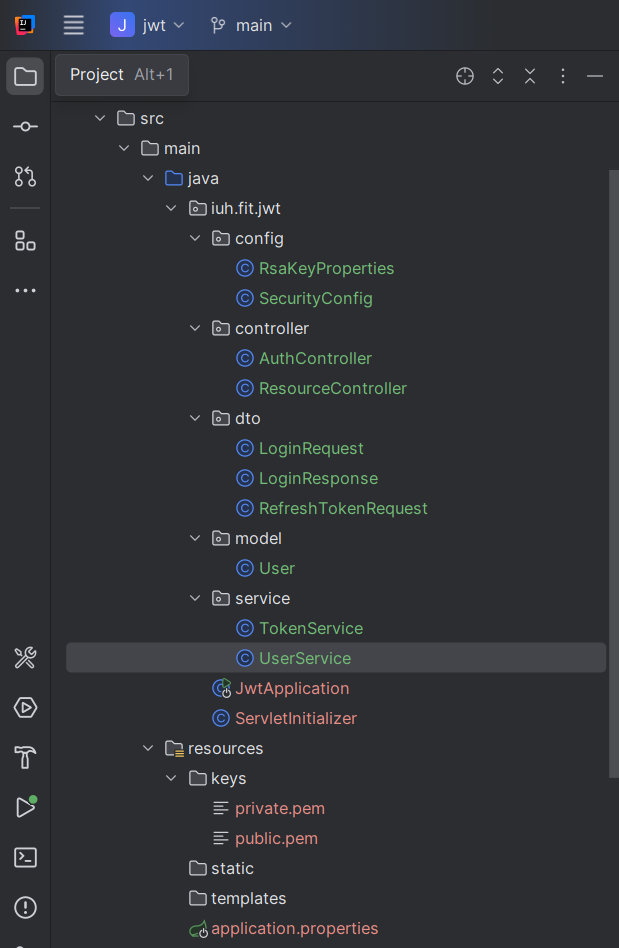 J jwt main
Project Alt+1
src
main
java
iuh.fit.jwt
config
RsaKeyProperties
SecurityConfig
controller
AuthController
ResourceController
dto
LoginRequest
LoginResponse
RefreshTokenRequest
model
User
service
TokenService
UserService
JwtApplication
ServletInitializer
resources
keys
private.pem
public.pem
static
templates
application.properties